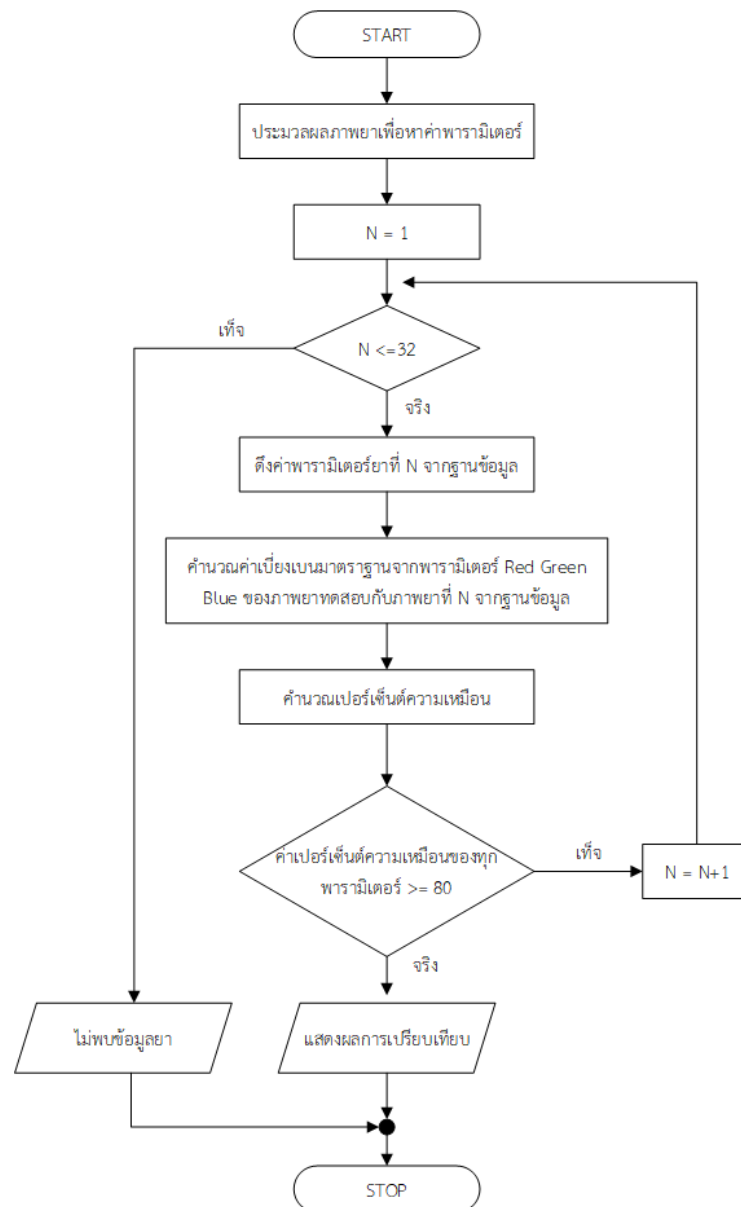 START
ประมวลผลภาพยาเพื่อหาค่าพารามิเตอร์
N = 1
เท็จ
N <=32
จริง
ดึงค่าพารามิเตอร์ยาที่ N จากฐานข้อมูล
คำนวณค่าเบี่ยงเบนมาตราฐานจากพารามิเตอร์ Red Green
Blue ของภาพยาทดสอบกับภาพยาที่ N จากฐานข้อมูล
คำนวณเปอร์เซ็นต์ความเหมือน
ค่าเปอร์เซ็นต์ความเหมือนของทุก
พารามิเตอร์ >= 80
เท็จ
N = N+1
จริง
ไม่พบข้อมูลยา
แสดงผลการเปรียบเทียบ
STOP